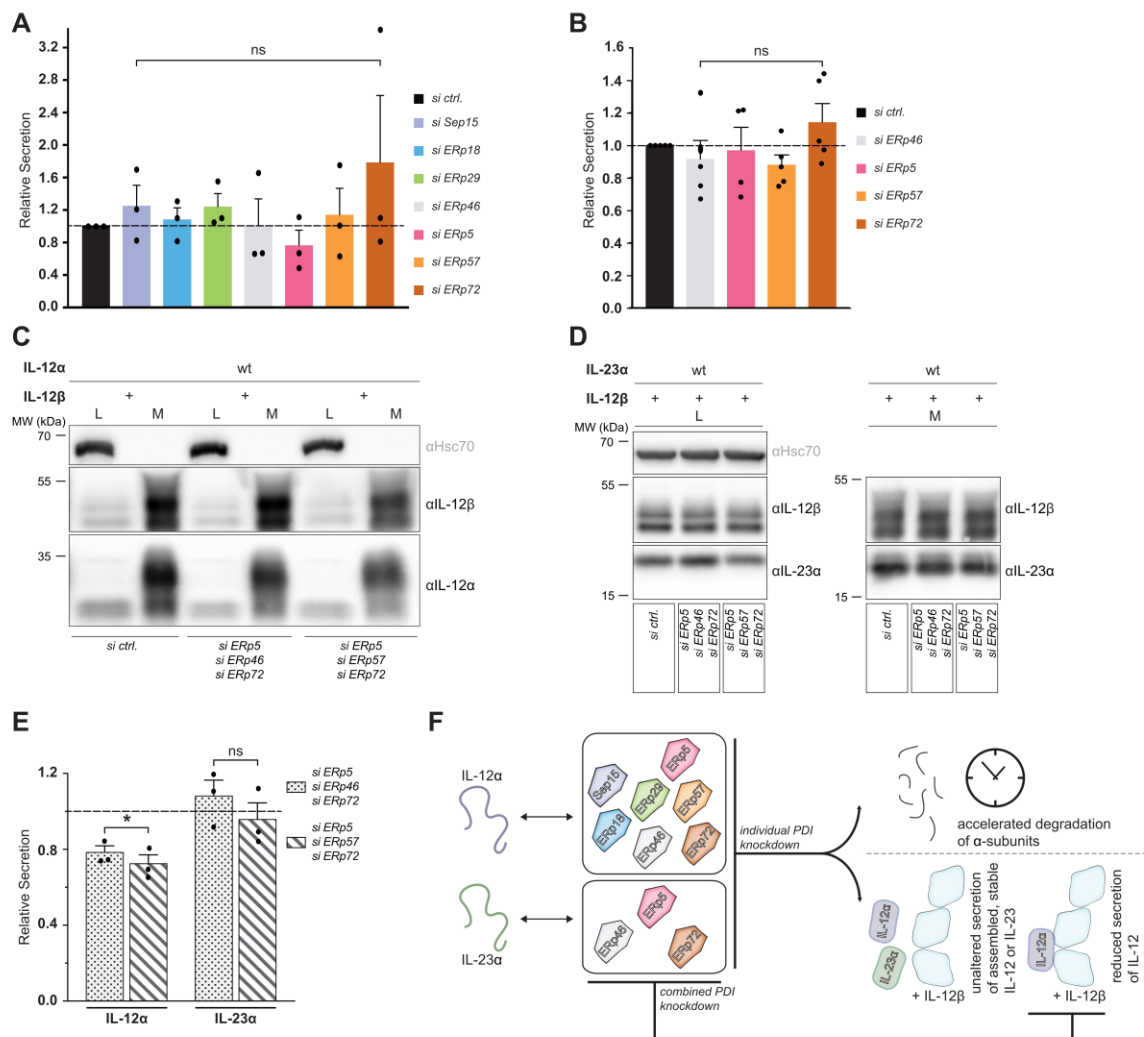 A
3.2
2.8
2.4
2.0
1.6
1.2
0.8
0.4
0.0
Relative Secretion
ns
si ctrl.
si Sep15
si ERp18
si ERp29
si ERp46
si ERp5
si ERp57
si ERp72
B
1.6
1.4
1.2
1.0
0.8
0.6
0.4
0.2
0.0
Relative Secretion
ns
si ctrl.
si ERp46
si ERp5
si ERp57
si ERp72
C
IL-12α wt
IL-12β + + +
L M L M L M
MW (kDa)
70
αHsc70
55
αIL-12β
35
αIL-12α
si ctrl.
si ERp5
si ERp46
si ERp72
si ERp5
si ERp57
si ERp72
D
IL-23α wt wt
IL-12β + + + + + +
L M
MW (kDa)
70
αHsc70
55
αIL-12β
αIL-23α
15
55
αIL-12β
αIL-23α
15
si ctrl.
si ERp5
si ERp46
si ERp72
si ERp5
si ERp57
si ERp72
si ctrl.
si ERp5
si ERp46
si ERp72
si ERp5
si ERp57
si ERp72
E
1.2
0.8
0.4
0.0
Relative Secretion
*
ns
IL-12α
IL-23α
si ERp5
si ERp46
si ERp72
si ERp5
si ERp57
si ERp72
F
IL-12α
IL-23α
ERp5
Sep15
ERp29
ERp57
ERp18
ERp46
ERp72
ERp5
ERp46
ERp72
individual PDI
knockdown
combined PDI
knockdown
accelerated degradation
of α-subunits
IL-12α
IL-23α
+ IL-12β
unaltered secretion
of assembled, stable
IL-12 or IL-23
IL-12α
+ IL-12β
reduced secretion
of IL-12